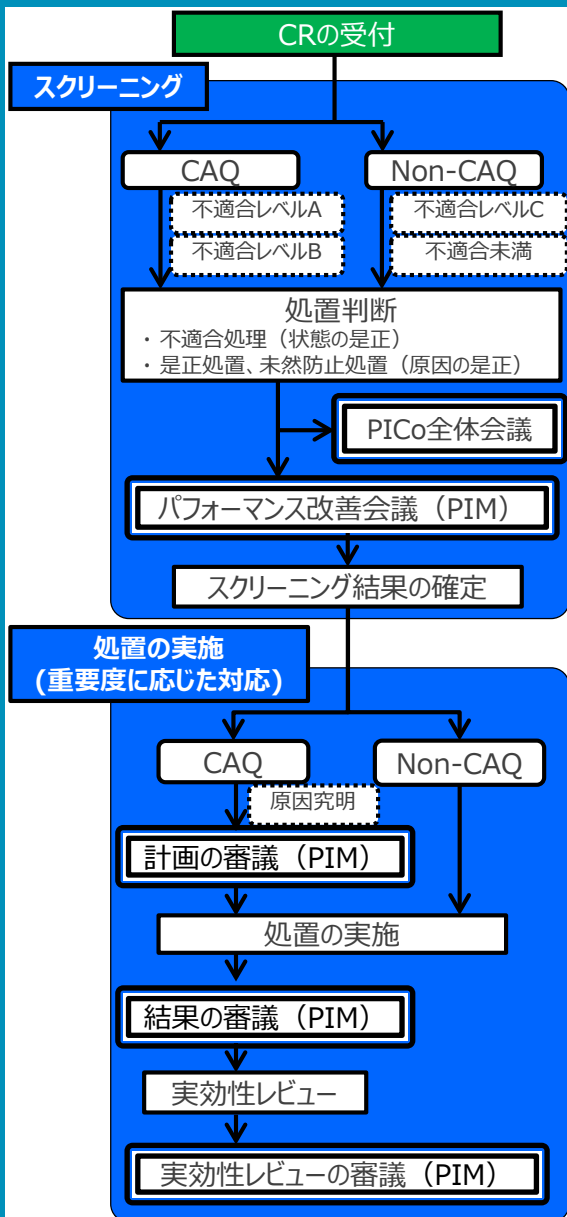 CRの受付
スクリーニング
CAQ
Non-CAQ
不適合レベルA
不適合レベルC
不適合レベルB
不適合未満
処置判断
・ 不適合処理（状態の是正）
・ 是正処置、未然防止処置（原因の是正）
PICo全体会議
パフォーマンス改善会議（PIM）
スクリーニング結果の確定
処置の実施
(重要度に応じた対応)
CAQ
Non-CAQ
原因究明
計画の審議（PIM）
処置の実施
結果の審議（PIM）
実効性レビュー
実効性レビューの審議（PIM）